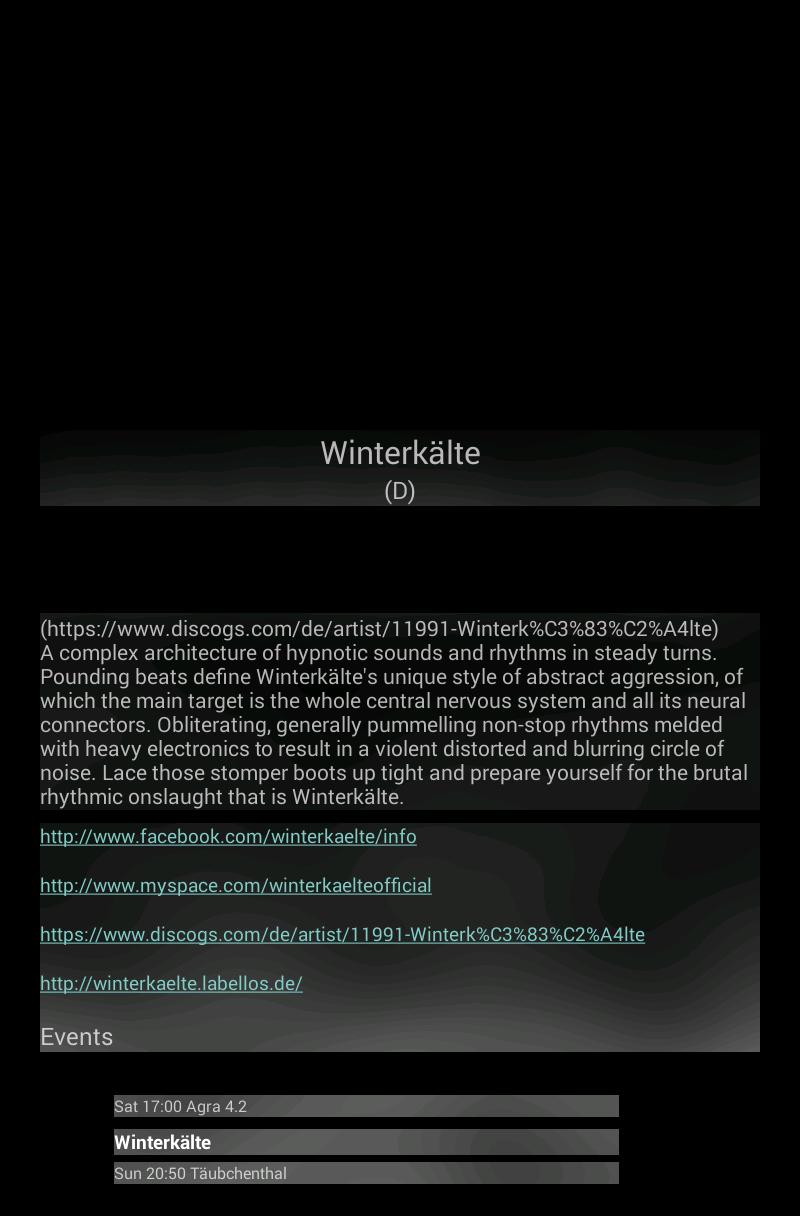 Winterkälte
(D)
(https://www.discogs.com/de/artist/11991-Winterk%C3%83%C2%A4lte)
A complex architecture of hypnotic sounds and rhythms in steady turns.
Pounding beats define Winterkälte's unique style of abstract aggression, of
which the main target is the whole central nervous system and all its neural
connectors. Obliterating, generally pummelling non-stop rhythms melded
with heavy electronics to result in a violent distorted and blurring circle of
noise. Lace those stomper boots up tight and prepare yourself for the brutal
rhythmic onslaught that is Winterkälte.
http://www.facebook.com/winterkaelte/info
http://www.myspace.com/winterkaelteofficial
https://www.discogs.com/de/artist/11991-Winterk%C3%83%C2%A4lte
http://winterkaelte.labellos.de/
Events
Sat 17:00 Agra 4.2
Winterkälte
Sun 20:50 Täubchenthal